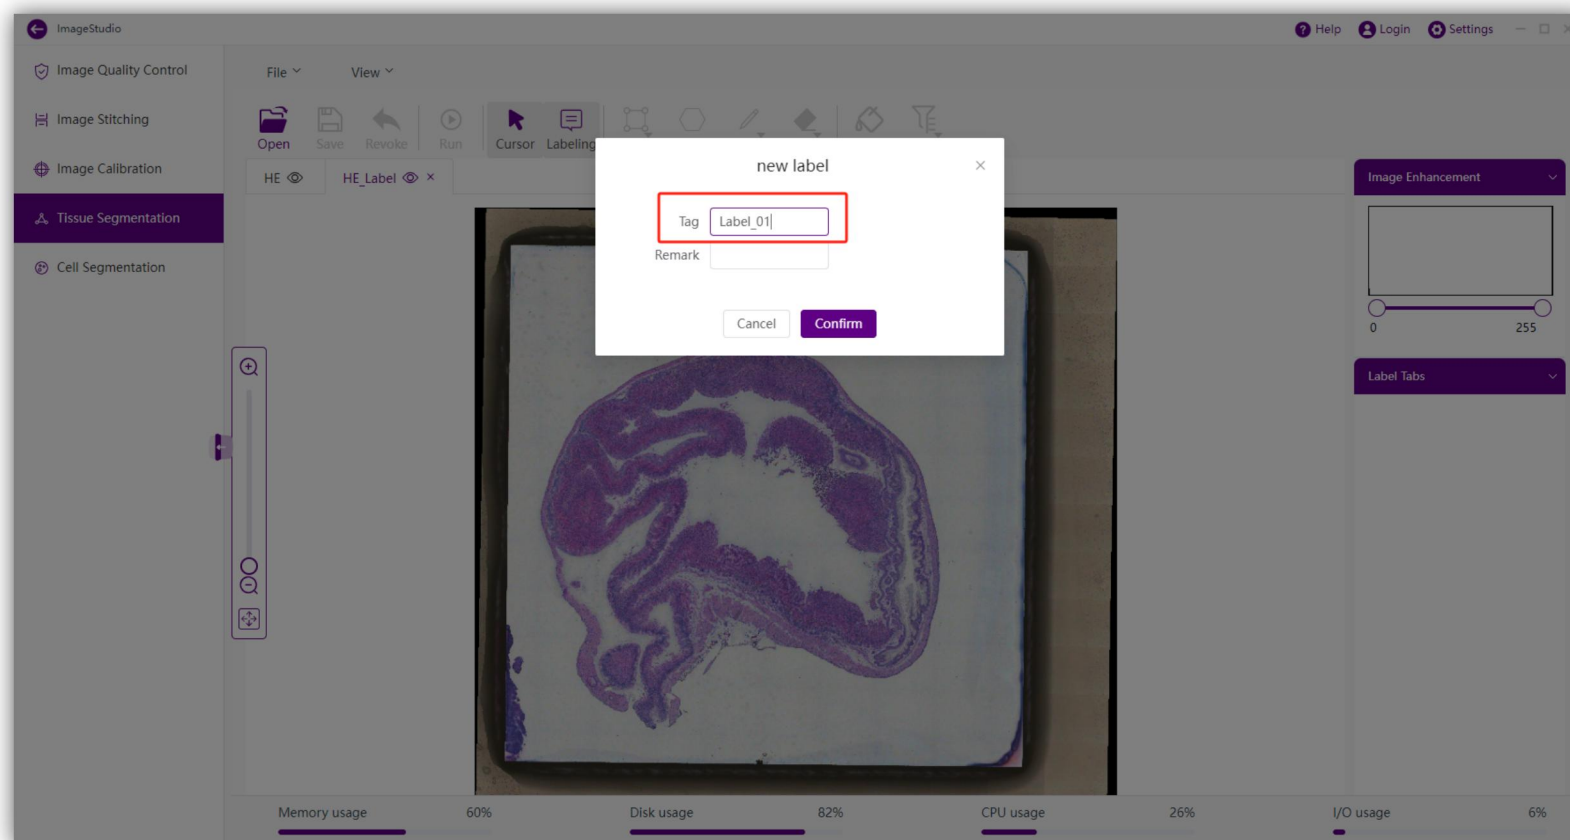 ImageStudio
Help Login Settings
Image Quality Control
Image Stitching
Image Calibration
Tissue Segmentation
Cell Segmentation
File View
Open Save Revoke Run Cursor Labeling
HE HE_Label ×
new label
Tag Label_01
Remark
Cancel Confirm
Image Enhancement
0 255
Label Tabs
Memory usage 60% Disk usage 82% CPU usage 26% I/O usage 6%